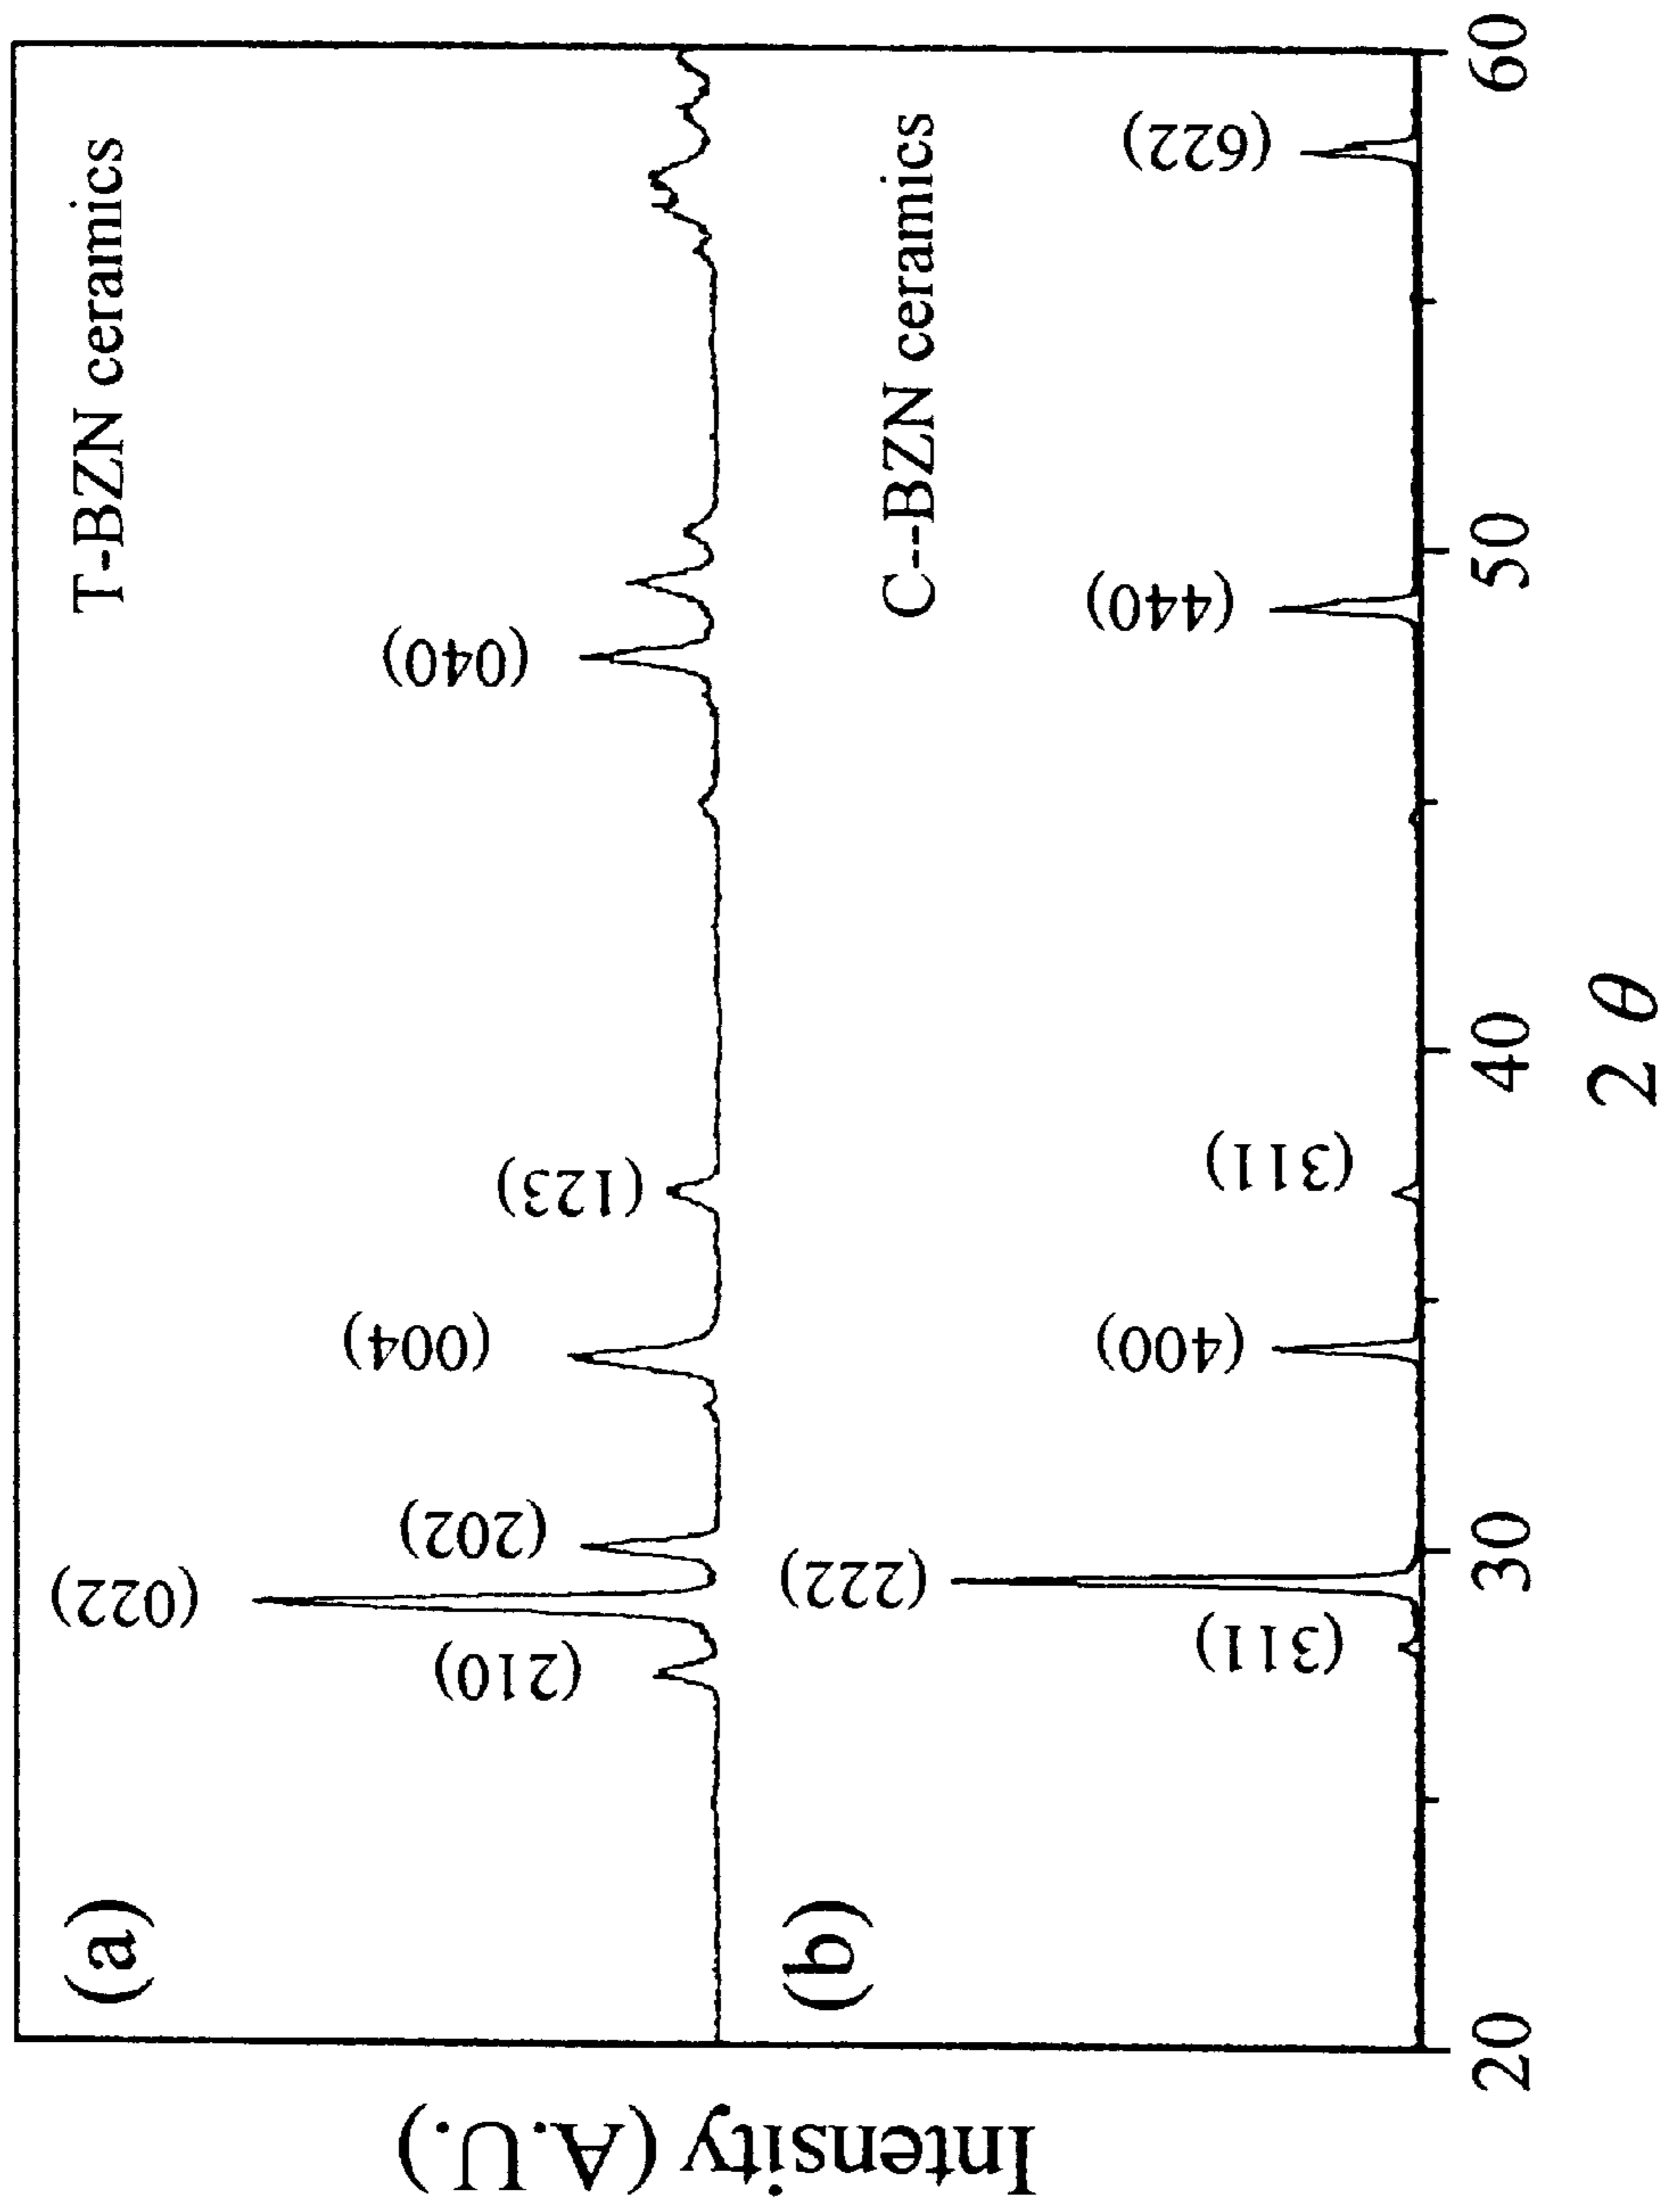 (a)
T-BZN ceramics
(210)
(022)
(202)
(004)
(123)
(040)
(b)
C--BZN ceramics
(311)
(222)
(400)
(311)
(440)
(622)
20
30
40
50
60
2 θ
Intensity (A.U.)